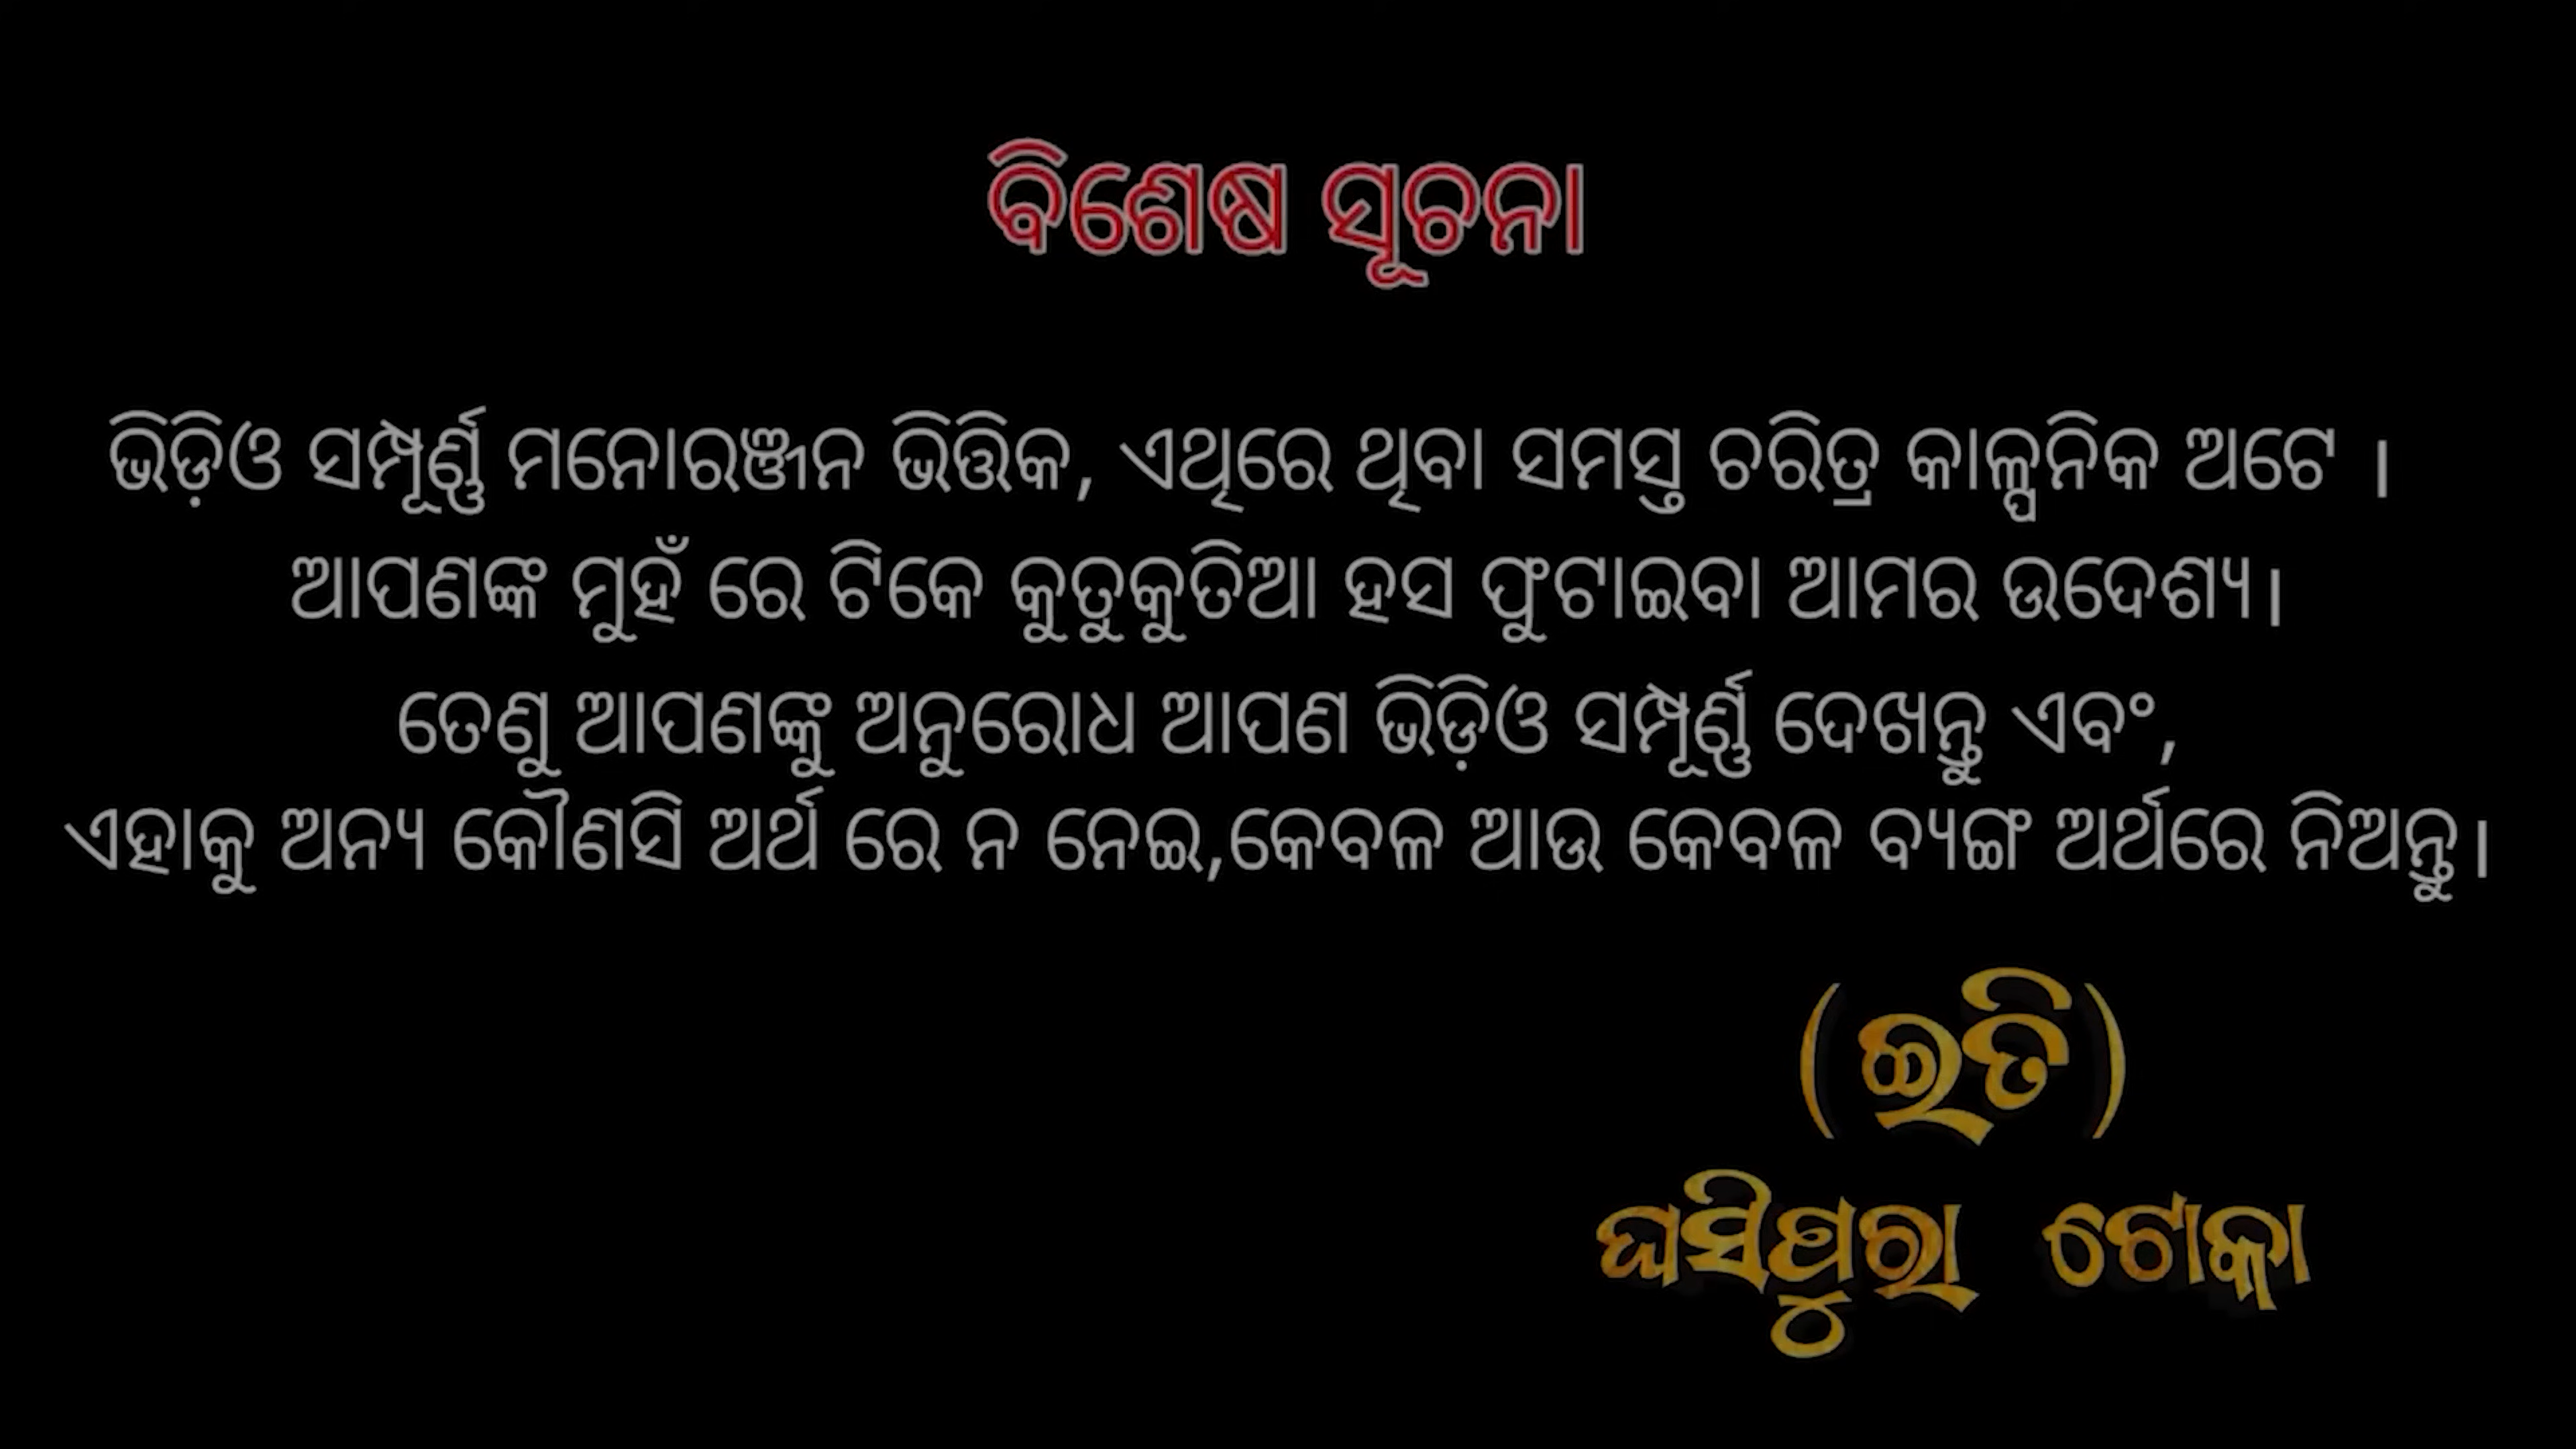 ବିଶେଷ ସୂଚନା
ଭିଡ଼ିଓ ସମ୍ପୂର୍ଣ୍ଣ ମନୋରଞ୍ଜନ ଭିତ୍ତିକ, ଏଥିରେ ଥିବା ସମସ୍ତ ଚରିତ୍ର କାଳ୍ପନିକ ଅଟେ ।
ଆପଣଙ୍କ ମୁହଁ ରେ ଟିକେ କୁତୁକୁତିଆ ହସ ଫୁଟାଇବା ଆମର ଉଦେଶ୍ୟ।
ତେଣୁ ଆପଣଙ୍କୁ ଅନୁରୋଧ ଆପଣ ଭିଡ଼ିଓ ସମ୍ପୂର୍ଣ୍ଣ ଦେଖନ୍ତୁ ଏବଂ,
ଏହାକୁ ଅନ୍ୟ କୌଣସି ଅର୍ଥ ରେ ନ ନେଇ,କେବଳ ଆଉ କେବଳ ବ୍ୟଙ୍ଗ ଅର୍ଥରେ ନିଅନ୍ତୁ।
(ଇତି)
ଘସିପୁରା ଟୋକା